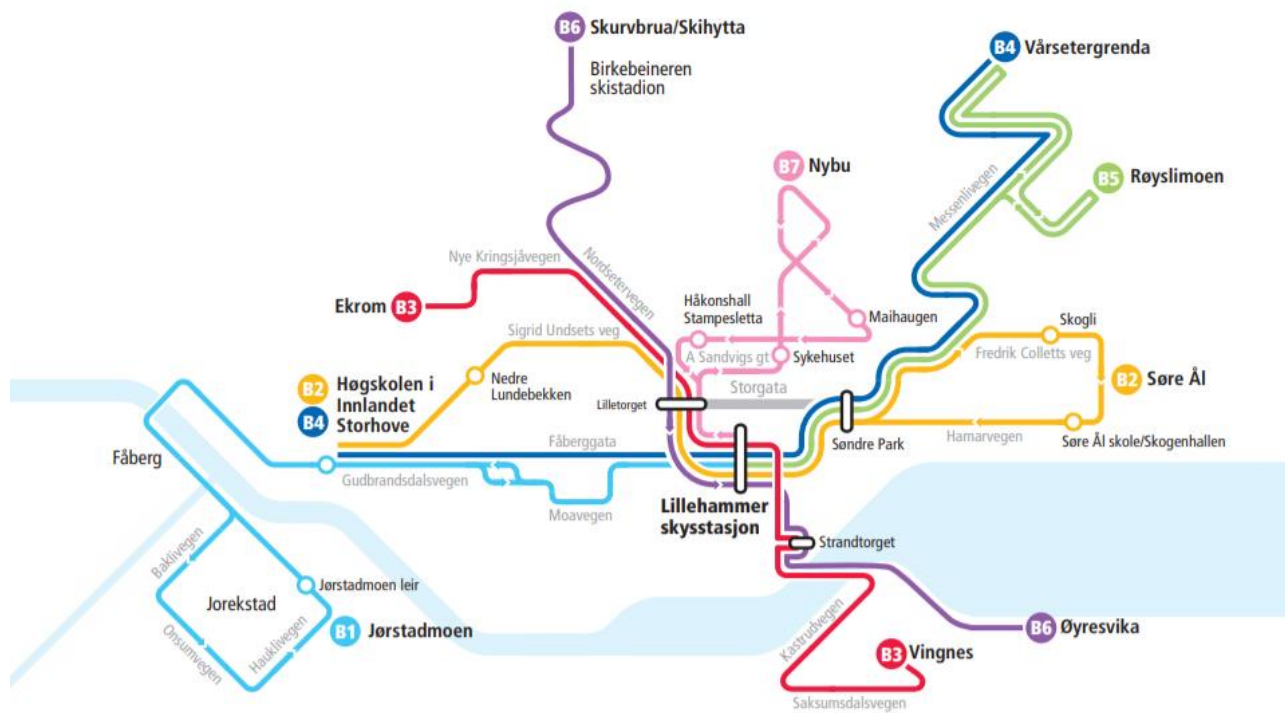 B6 Skurvbrua/Skihytta
Birkebeineren
skistadion
B4 Vårsetergrenda
B7 Nybu
B5 Røyslimoen
Messenlivegen
Nordsetervegen
Nye Kringsjåvegen
Ekrom B3
Håkonshall
Stampesletta
Maihaugen
Skogli
Sigrid Undsets veg
A Sandvigs gt
Sykehuset
Fredrik Colletts veg
B2 Høgskolen i
B4 Innlandet
Storhove
Nedre
Lundebekken
Storgata
B2 Søre Ål
Lilletorget
Fåberg
Fåberggata
Søndre Park
Hamarvegen
Søre Ål skole/Skogenhallen
Gudbrandsdalsvegen
Moavegen
Lillehammer
skysstasjon
Strandtorget
Baklivegen
Jørstadmoen leir
Jorekstad
Onsumvegen
Hauklivegen
B1 Jørstadmoen
Kastrudvegen
B6 Øyresvika
B3 Vingnes
Saksumsdalsvegen